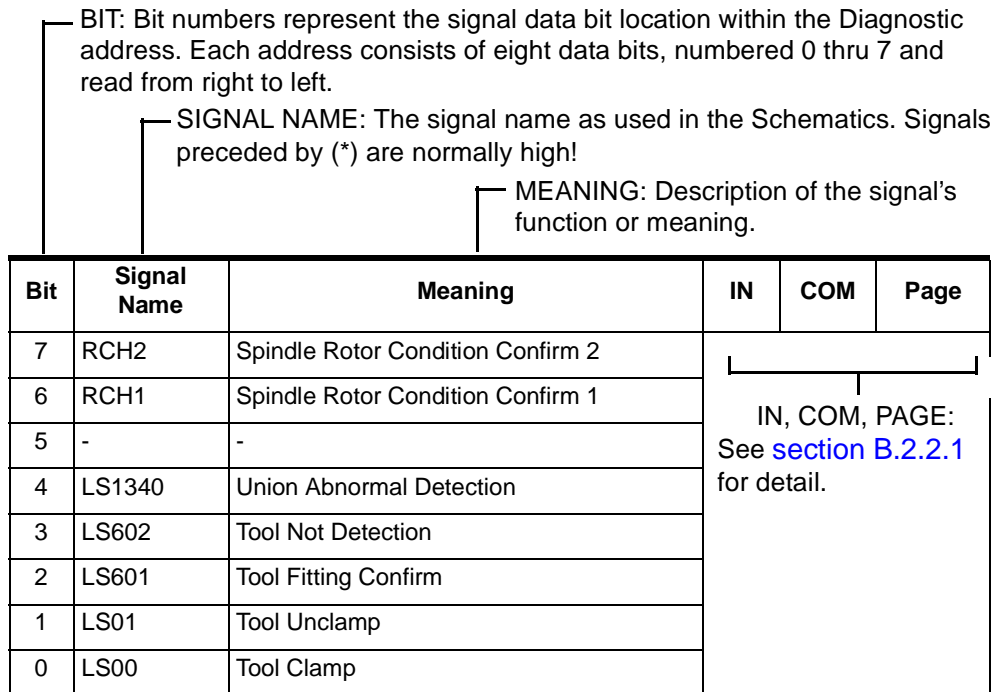 BIT: Bit numbers represent the signal data bit location within the Diagnostic
address. Each address consists of eight data bits, numbered 0 thru 7 and
read from right to left.
SIGNAL NAME: The signal name as used in the Schematics. Signals
preceded by (*) are normally high!
MEANING: Description of the signal's
function or meaning.
Bit Signal Name Meaning IN COM Page
7 RCH2 Spindle Rotor Condition Confirm 2
6 RCH1 Spindle Rotor Condition Confirm 1
5 - -
4 LS1340 Union Abnormal Detection
3 LS602 Tool Not Detection
2 LS601 Tool Fitting Confirm
1 LS01 Tool Unclamp
0 LS00 Tool Clamp
IN, COM, PAGE:
See section B.2.2.1
for detail.